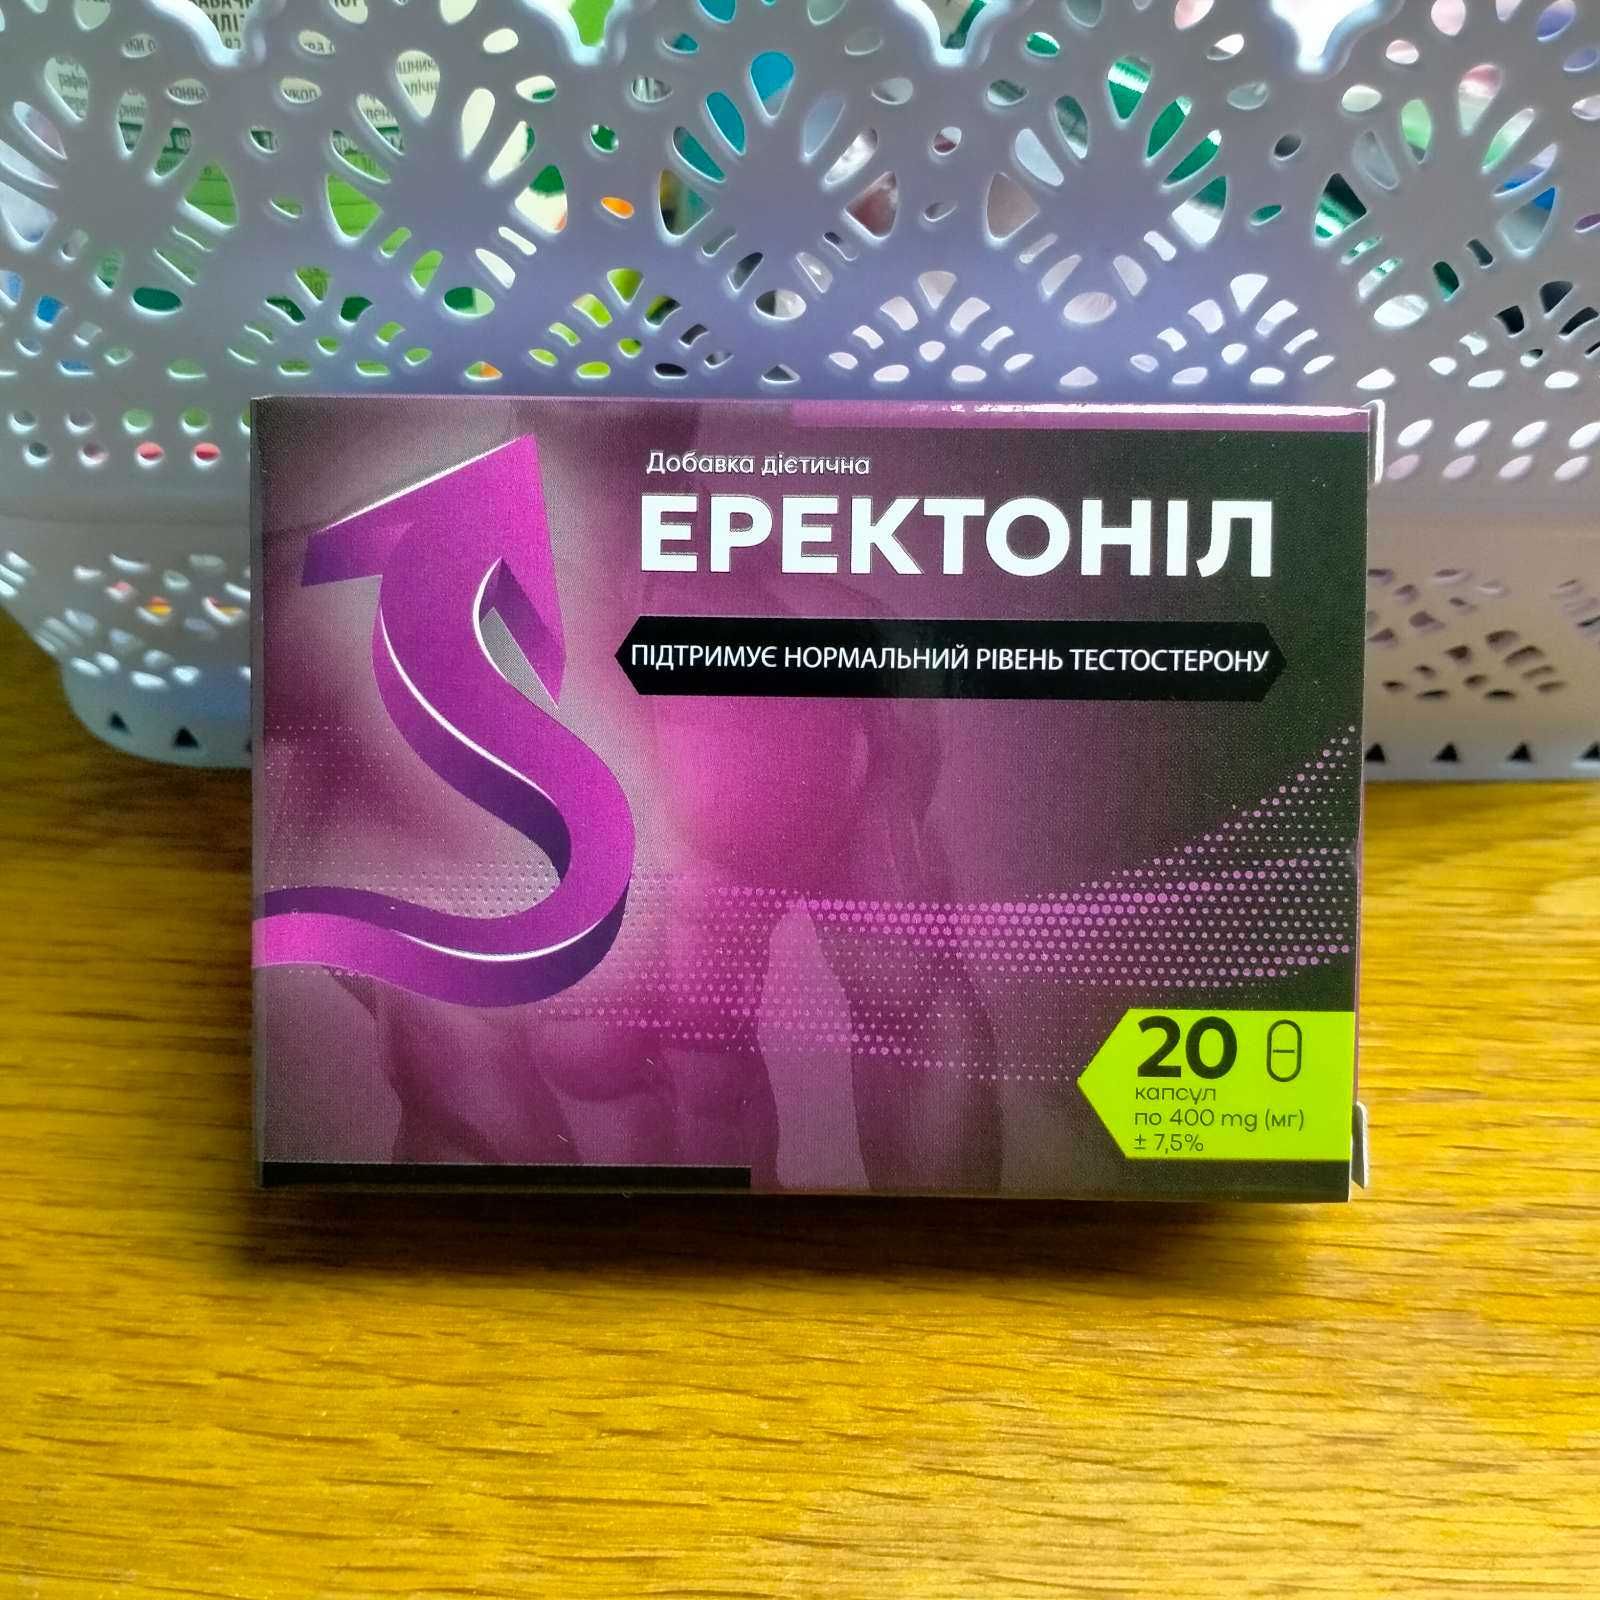 Добавка дієтична
ЕРЕКТОНІЛ
ПІДТРИМУЄ НОРМАЛЬНИЙ РІВЕНЬ ТЕСТОСТЕРОНУ
20
капсул
по 400 mg (мг)
± 7,5%